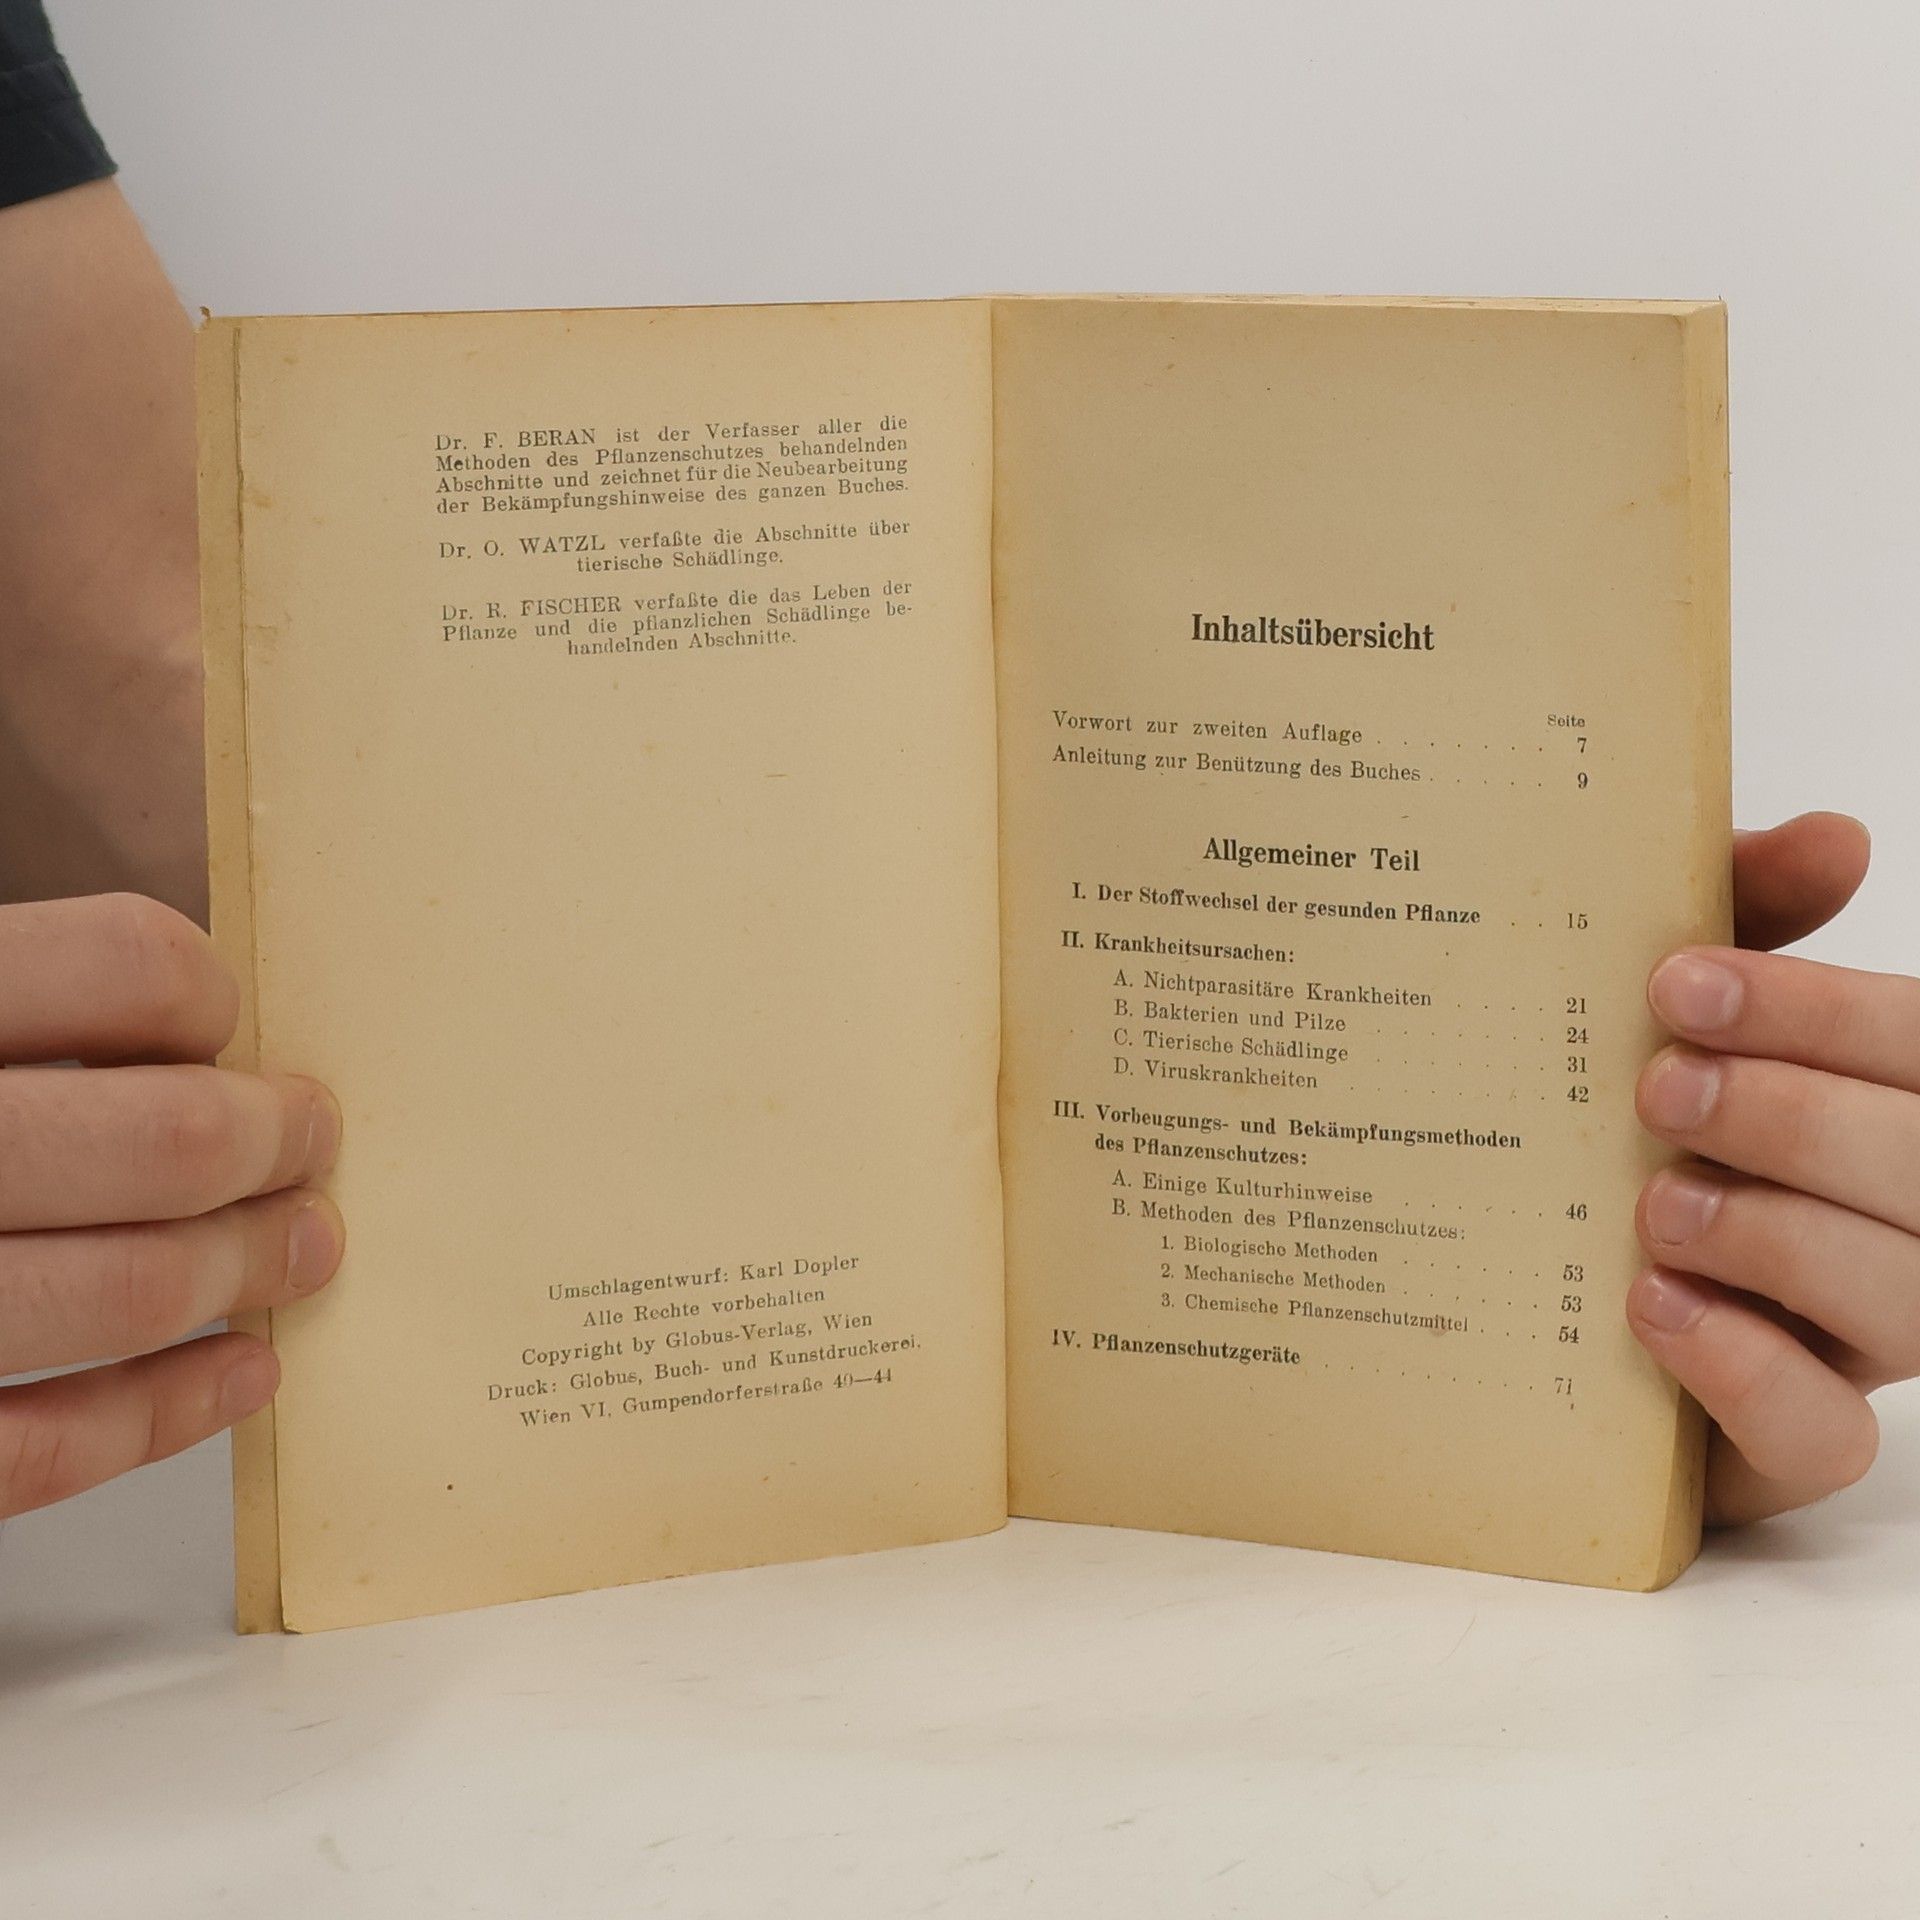 Dr. F. BERAN ist der Verfasser aller die
Methoden des Pflanzenschutzes behandelnden
Abschnitte und zeichnet für die Neubearbeitung
der Bekämpfungshinweise des ganzen Buches.
Dr. O. WATZL verfaßte die Abschnitte über
tierische Schädlinge.
Dr. R. FISCHER verfaßte die das Leben der
Pflanze und die pflanzlichen Schädlinge be-
handelnden Abschnitte.
Umschlagentwurf: Karl Dopler
Alle Rechte vorbehalten
Copyright by Globus-Verlag, Wien
Druck: Globus, Buch- und Kunstdruckerei,
Wien VI, Gumpendorferstraße 40—44
Inhaltsübersicht
Seite
Vorwort zur zweiten Auflage . . . . . . . 7
Anleitung zur Benützung des Buches . . . . . 9
Allgemeiner Teil
I. Der Stoffwechsel der gesunden Pflanze . . 15
II. Krankheitsursachen:
A. Nichtparasitäre Krankheiten . . . . 21
B. Bakterien und Pilze . . . . . . . 24
C. Tierische Schädlinge . . . . . . . 31
D. Viruskrankheiten . . . . . . . . 42
III. Vorbeugungs- und Bekämpfungsmethoden
des Pflanzenschutzes:
A. Einige Kulturhinweise . . . . . . 46
B. Methoden des Pflanzenschutzes:
1. Biologische Methoden . . . . . . 53
2. Mechanische Methoden . . . . . . 53
3. Chemische Pflanzenschutzmittel . . . 54
IV. Pflanzenschutzgeräte . . . . . . . . . 71